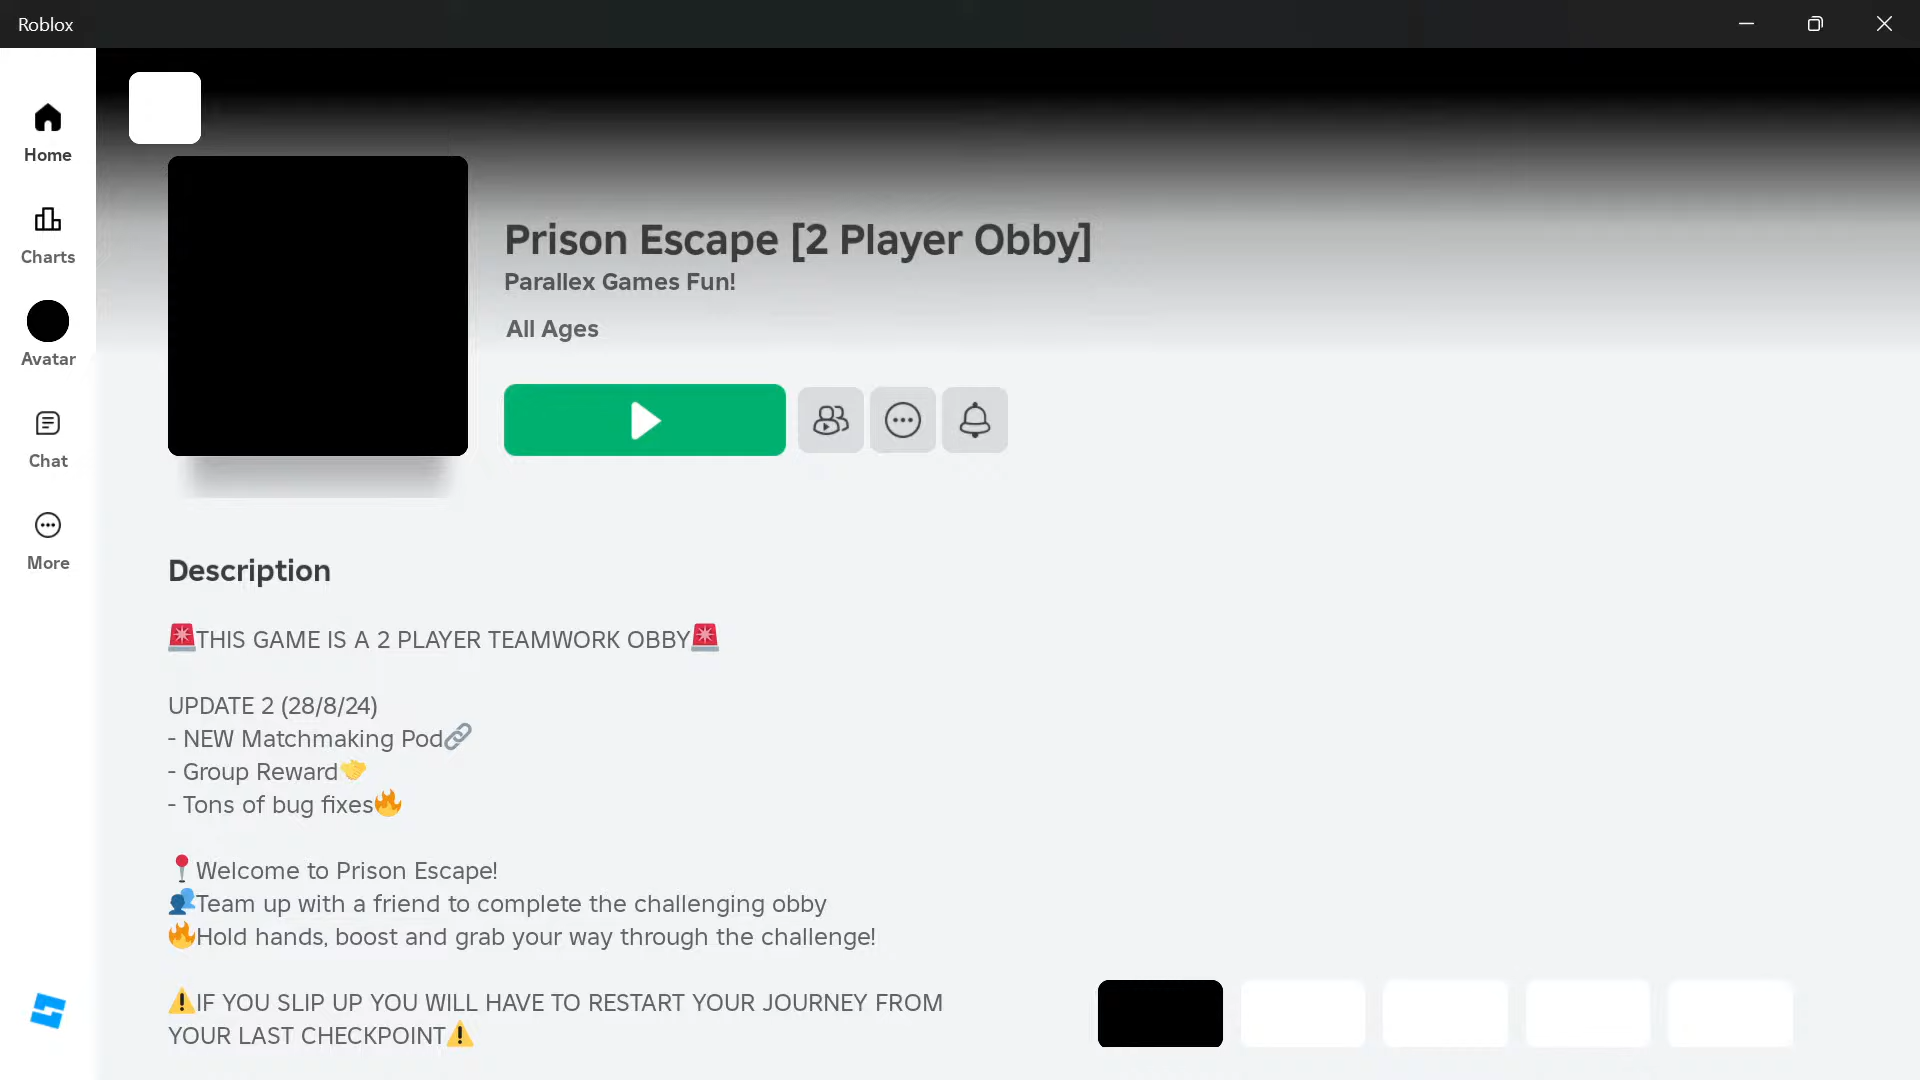 Roblox
Home
Charts
Avatar
Chat
More
Prison Escape [2 Player Obby]
Parallex Games Fun!
All Ages
Description
🚨THIS GAME IS A 2 PLAYER TEAMWORK OBBY🚨
UPDATE 2 (28/8/24)
- NEW Matchmaking Pod🔗
- Group Reward🤝
- Tons of bug fixes🔥
📍Welcome to Prison Escape!
👥Team up with a friend to complete the challenging obby
🔥Hold hands, boost and grab your way through the challenge!
⚠️IF YOU SLIP UP YOU WILL HAVE TO RESTART YOUR JOURNEY FROM
YOUR LAST CHECKPOINT⚠️